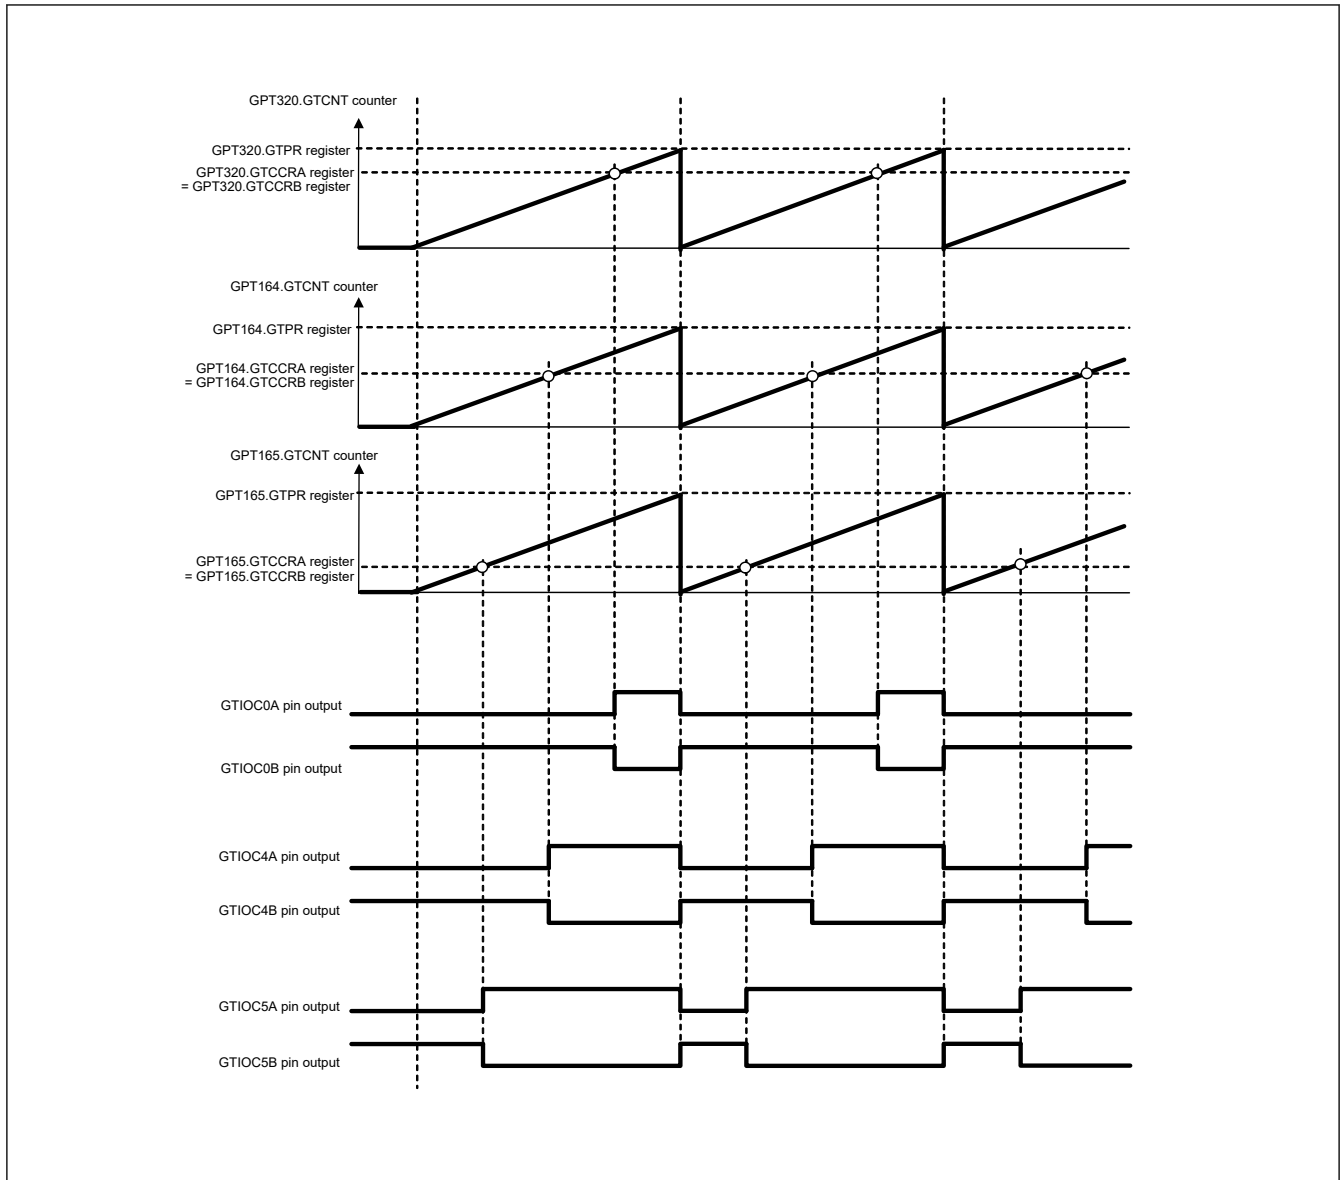 GPT320.GTCNT counter
GPT320.GTPR register
GPT320.GTCCRA register
= GPT320.GTCCRB register
GPT164.GTCNT counter
GPT164.GTPR register
GPT164.GTCCRA register
= GPT164.GTCCRB register
GPT165.GTCNT counter
GPT165.GTPR register
GPT165.GTCCRA register
= GPT165.GTCCRB register
GTIOC0A pin output
GTIOC0B pin output
GTIOC4A pin output
GTIOC4B pin output
GTIOC5A pin output
GTIOC5B pin output